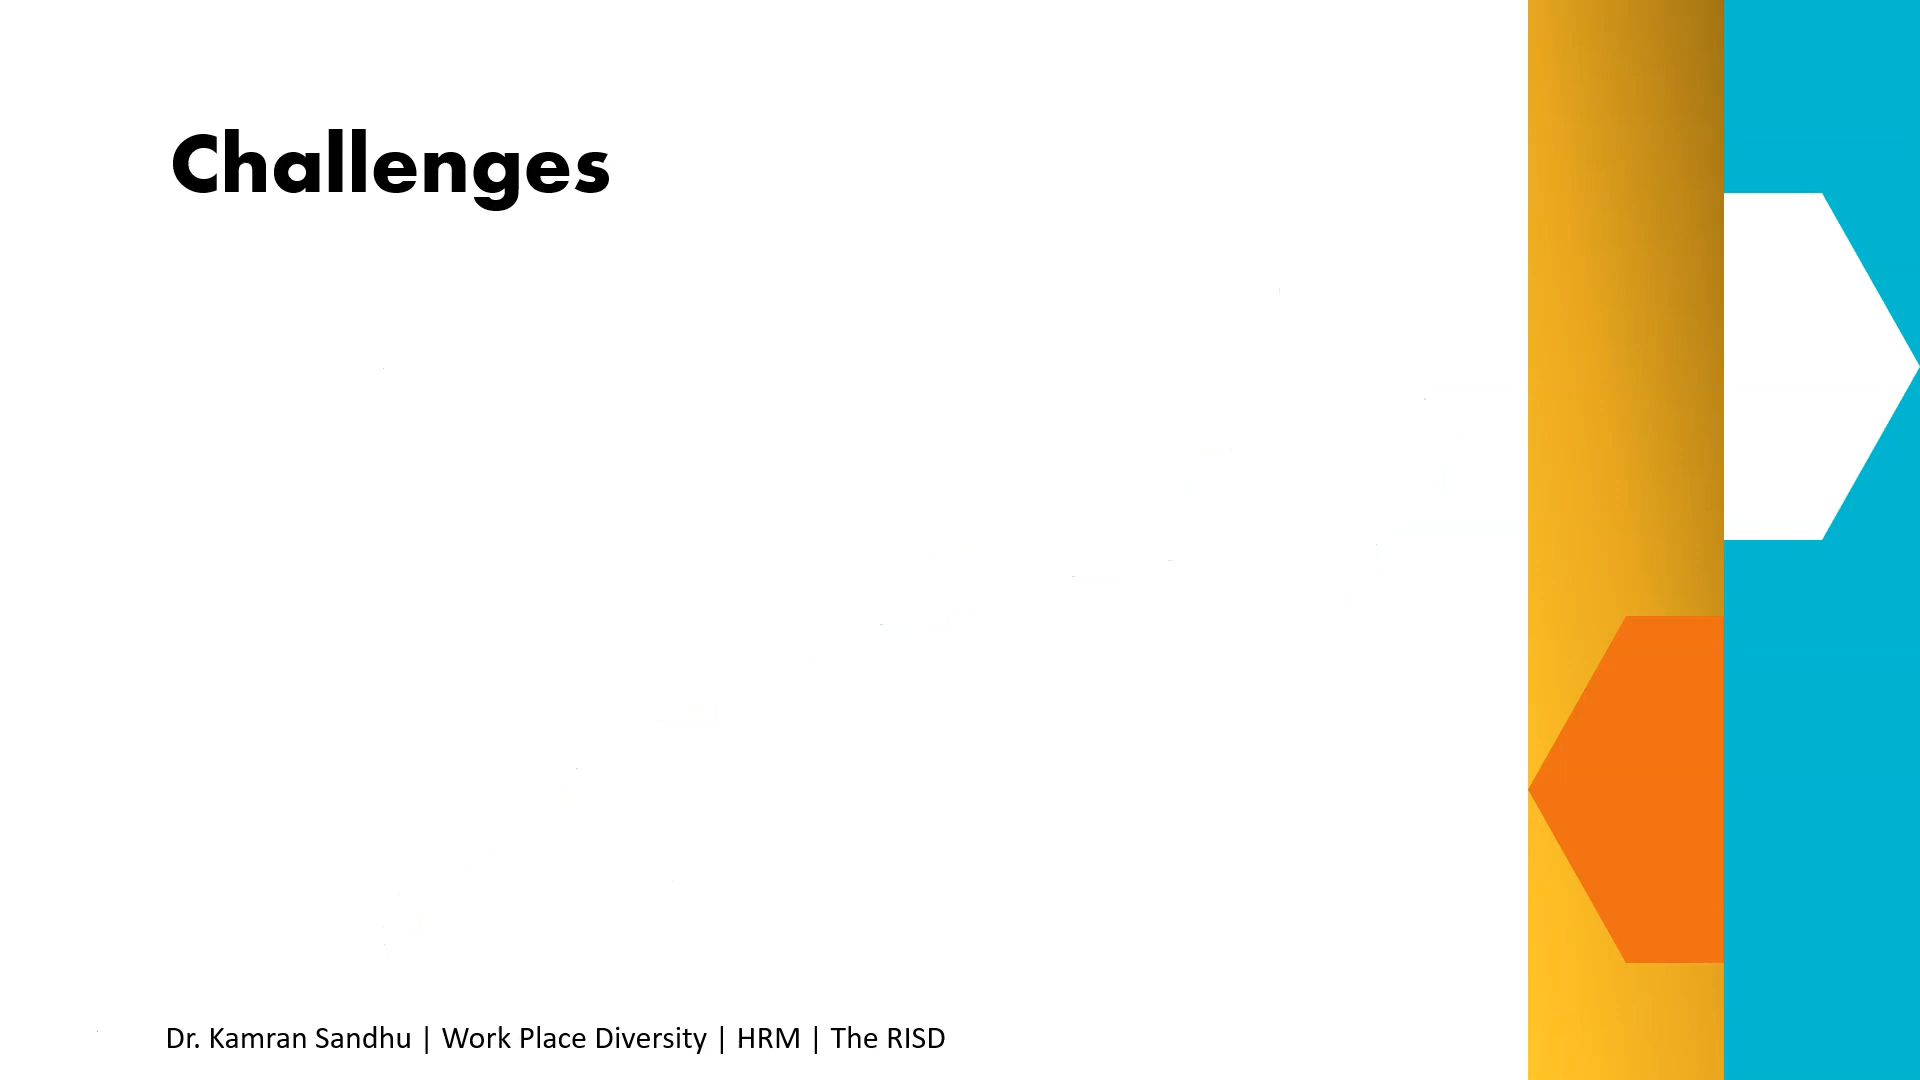 Challenges
Dr. Kamran Sandhu | Work Place Diversity | HRM | The RISD